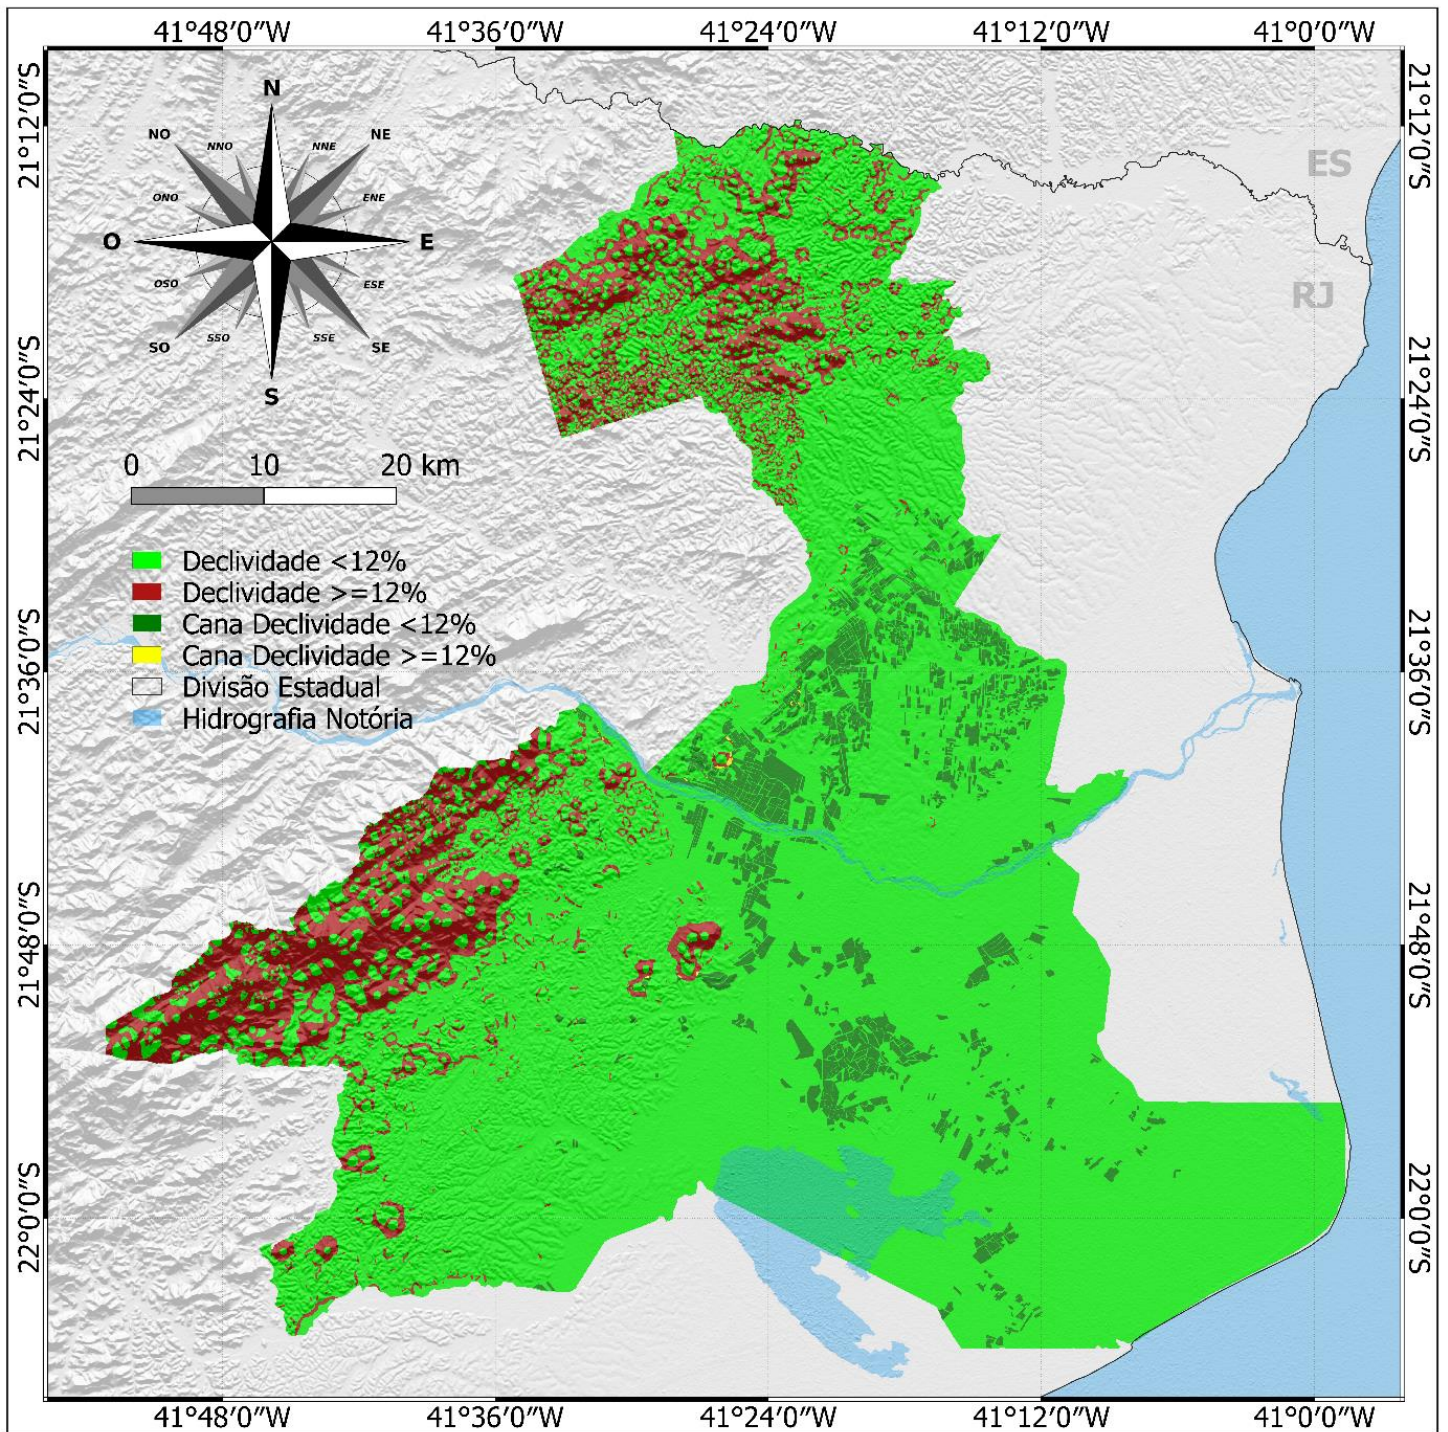 41°48′0″W 41°36′0″W 41°24′0″W 41°12′0″W 41°0′0″W
21°12′0″S 21°12′0″S
N
NO NNO NNE NE
ES
ONO ENE
O E
OSO ESE
RJ
SO SSO SSE SE
S
21°24′0″S 21°24′0″S
0 10 20 km
Declividade <12%
Declividade >=12%
Cana Declividade <12%
Cana Declividade >=12%
Divisão Estadual
Hidrografia Notória
21°36′0″S 21°36′0″S
21°48′0″S 21°48′0″S
22°0′0″S 22°0′0″S
41°48′0″W 41°36′0″W 41°24′0″W 41°12′0″W 41°0′0″W